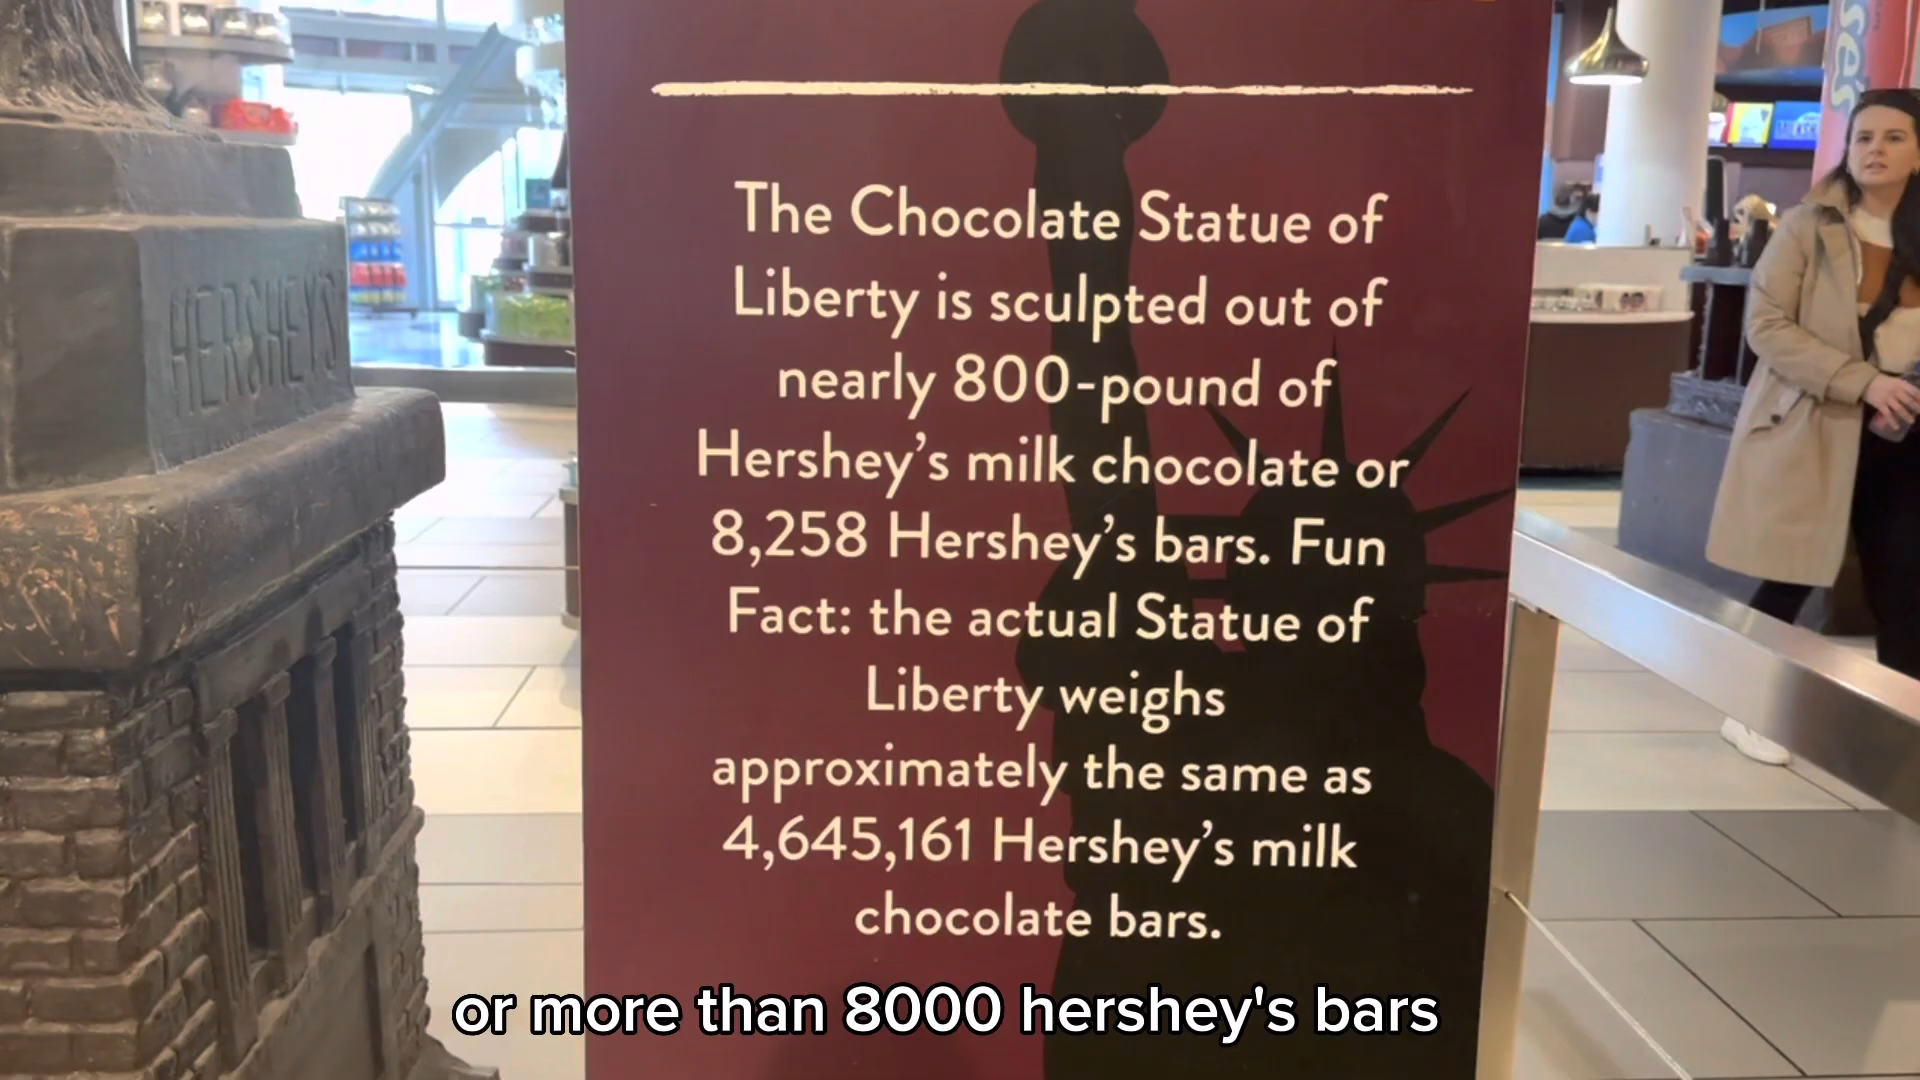 HERSHEY'S
The Chocolate Statue of
Liberty is sculpted out of
nearly 800-pound of
Hershey's milk chocolate or
8,258 Hershey's bars. Fun
Fact: the actual Statue of
Liberty weighs
approximately the same as
4,645,161 Hershey's milk
chocolate bars.
or more than 8000 hershey's bars